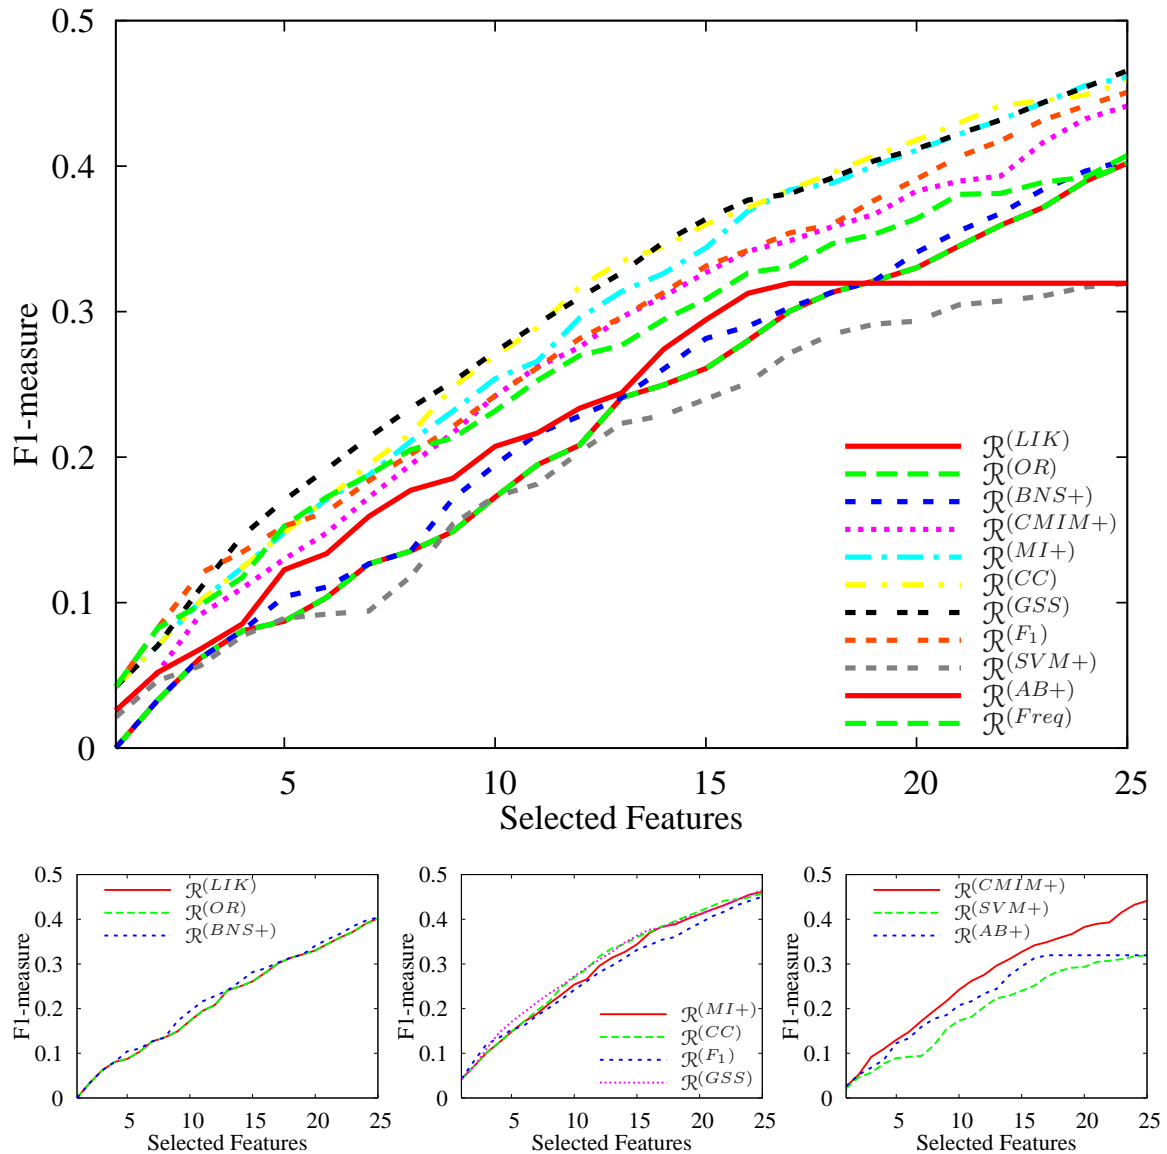 0.5
0.4
0.3
0.2
0.1
0
F1-measure
5 10 15 20 25
Selected Features
ℛ(LIK)
ℛ(OR)
ℛ(BNS+)
ℛ(CMIM+)
ℛ(MI+)
ℛ(CC)
ℛ(GSS)
ℛ(F1)
ℛ(SVM+)
ℛ(AB+)
ℛ(Freq)
0.5
0.4
0.3
0.2
0.1
0
F1-measure
5 10 15 20 25
Selected Features
ℛ(LIK)
ℛ(OR)
ℛ(BNS+)
0.5
0.4
0.3
0.2
0.1
0
F1-measure
5 10 15 20 25
Selected Features
ℛ(MI+)
ℛ(CC)
ℛ(F1)
ℛ(GSS)
0.5
0.4
0.3
0.2
0.1
0
F1-measure
5 10 15 20 25
Selected Features
ℛ(CMIM+)
ℛ(SVM+)
ℛ(AB+)